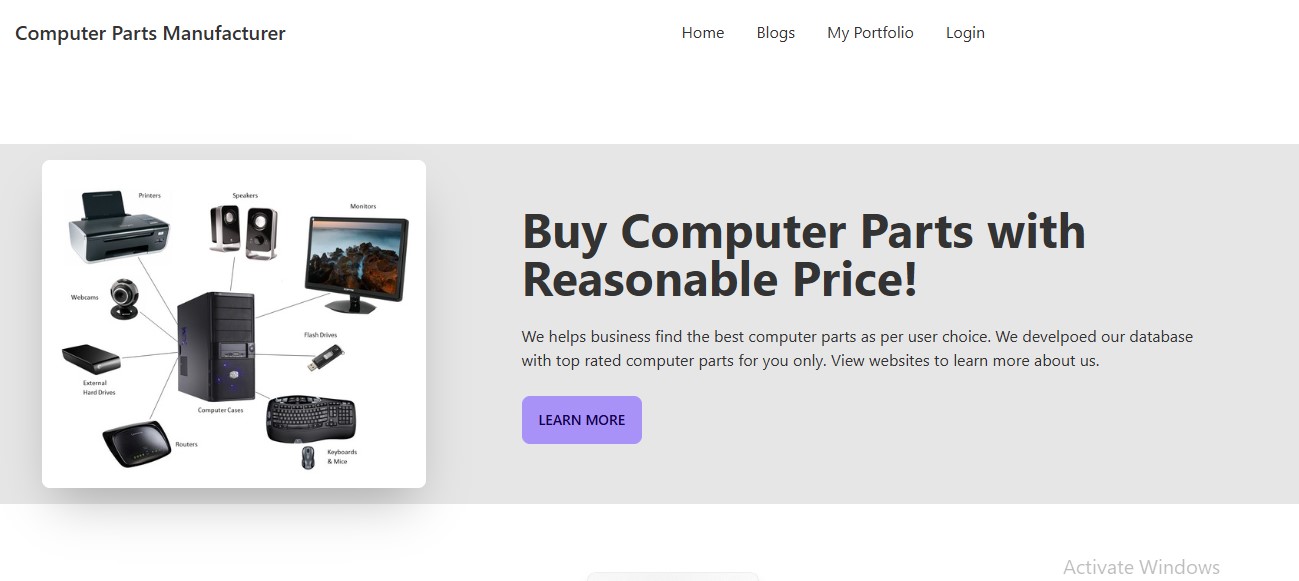 Computer Parts Manufacturer
Home Blogs My Portfolio Login
Printers
Speakers
Monitors
Webcams
Flash Drives
External
Hard Drives
Computer Cases
Routers
Keyboards
& Mice
Buy Computer Parts with
Reasonable Price!
We helps business find the best computer parts as per user choice. We develpoed our database
with top rated computer parts for you only. View websites to learn more about us.
LEARN MORE
Activate Windows